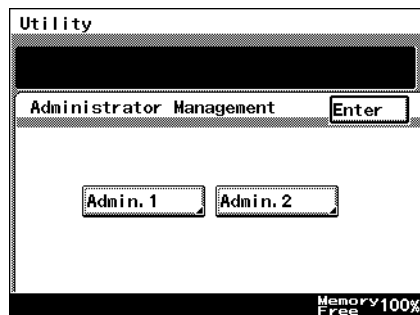 Utility
Administrator Management Enter
Admin.1 Admin.2
Memory Free 100%